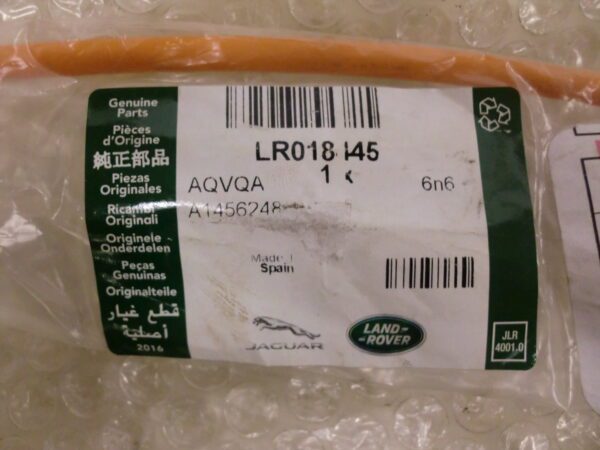 Genuine
Parts
Pièces
d'Origine
純正部品
Piezas
Originales
Ricambi
Originali
Originele
Onderdelen
Peças
Genuinas
Originalteile
قطع غيار
أصلية
2016
1
AQVQA
6n6
A1456248
Made
Spain
JAGUAR
LAND
ROVER
JLR
4001.0